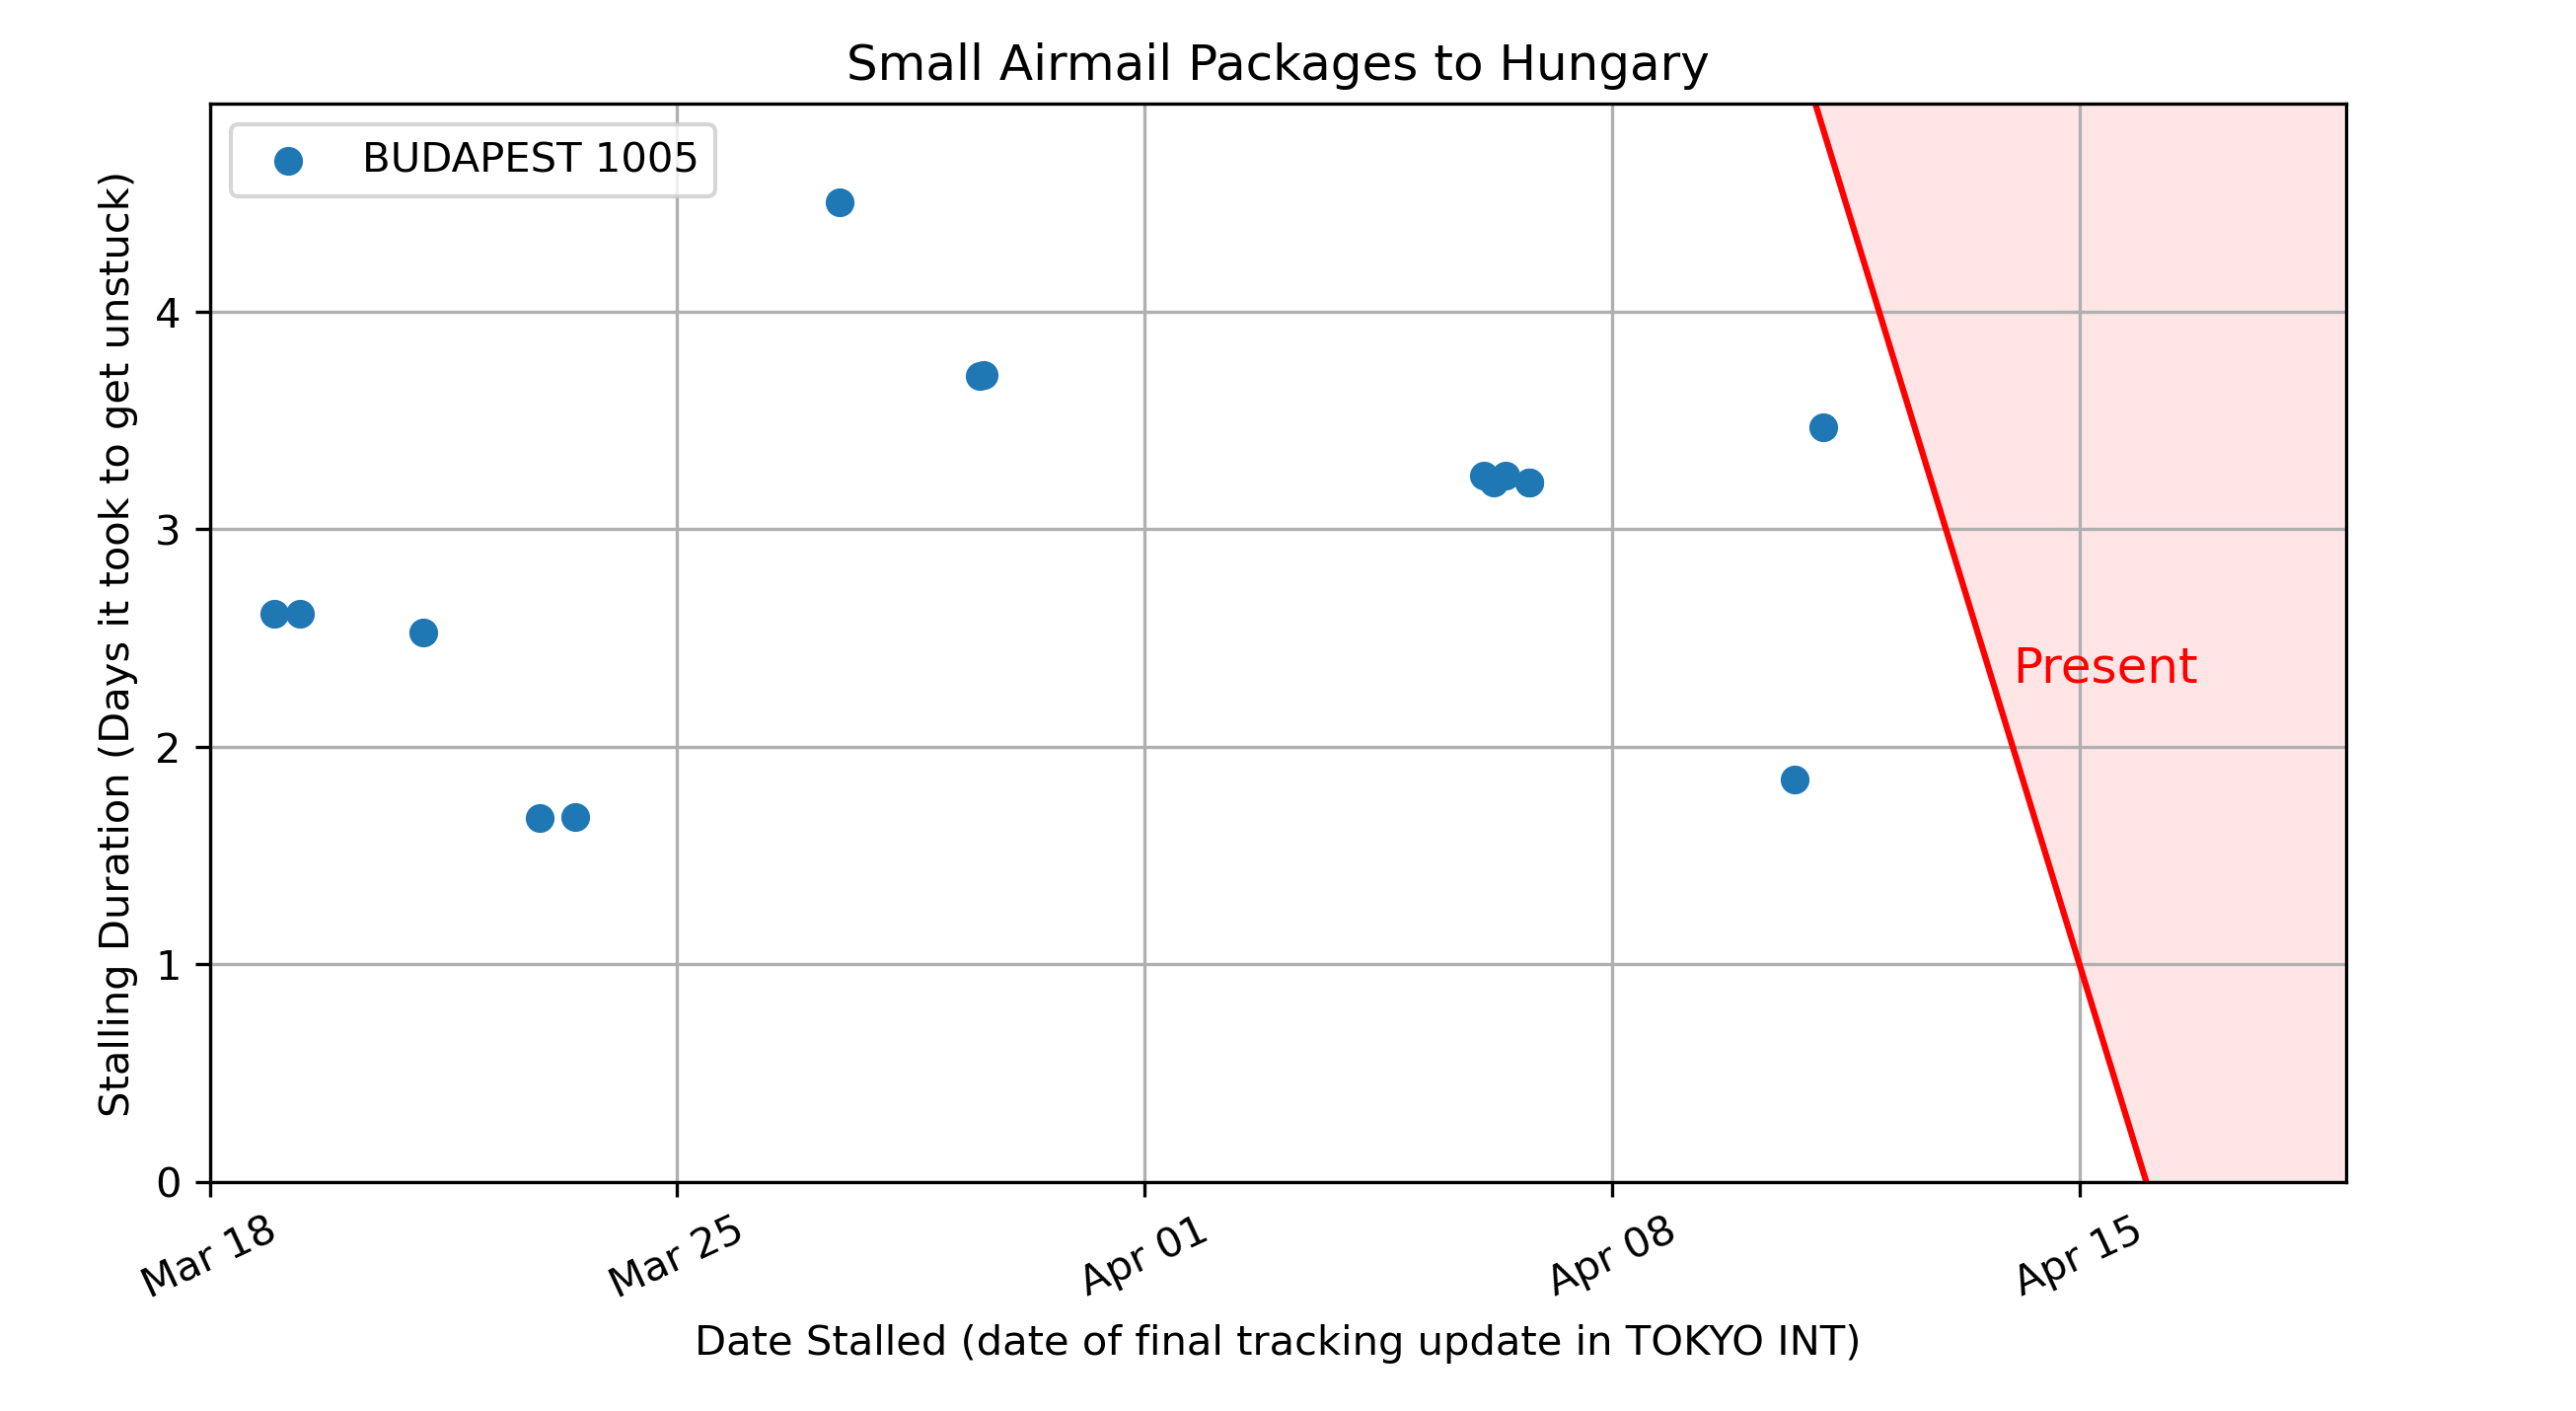 Small Airmail Packages to Hungary
BUDAPEST 1005
Stalling Duration (Days it took to get unstuck)
4
3
2
1
0
Present
Mar 18
Mar 25
Apr 01
Apr 08
Apr 15
Date Stalled (date of final tracking update in TOKYO INT)